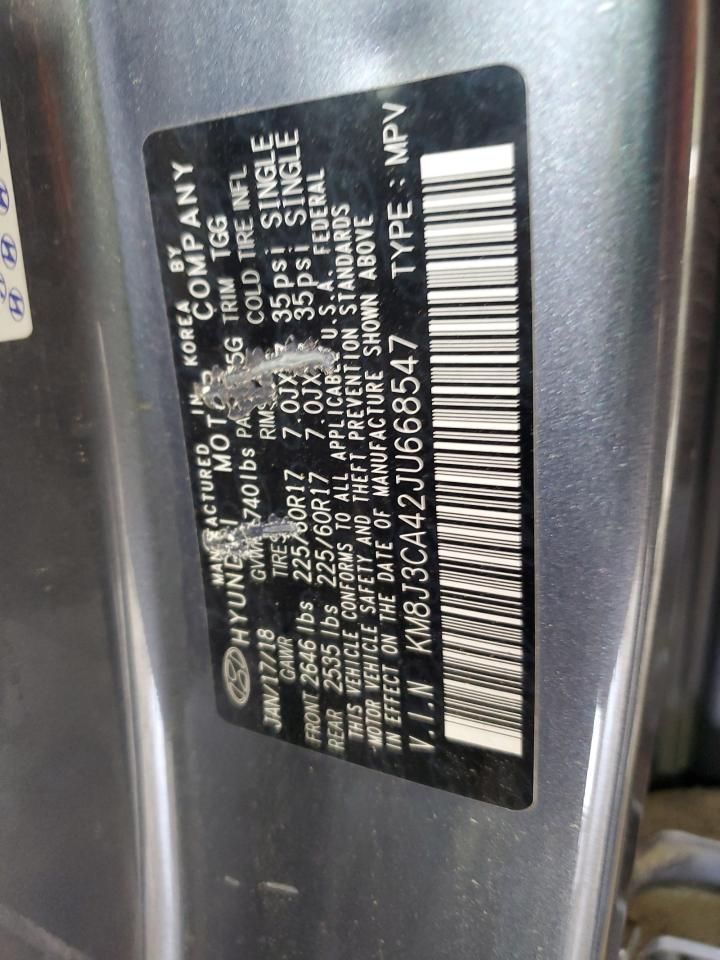 MANUFACTURED IN KOREA BY
HYUNDAI MOTOR COMPANY
JAN/17/18 740lbs TRIM TGG
GAWR TIRES RIMS COLD TIRE INFL
FRONT 2646 lbs 225/60R17 7.0JX 35psi SINGLE
REAR 2535 lbs 225/60R17 7.0JX 35psi SINGLE
THIS VEHICLE CONFORMS TO ALL APPLICABLE U.S.A. FEDERAL
MOTOR VEHICLE SAFETY AND THEFT PREVENTION STANDARDS
IN EFFECT ON THE DATE OF MANUFACTURE SHOWN ABOVE
V.I.N KM8J3CA42JU668547 TYPE : MPV